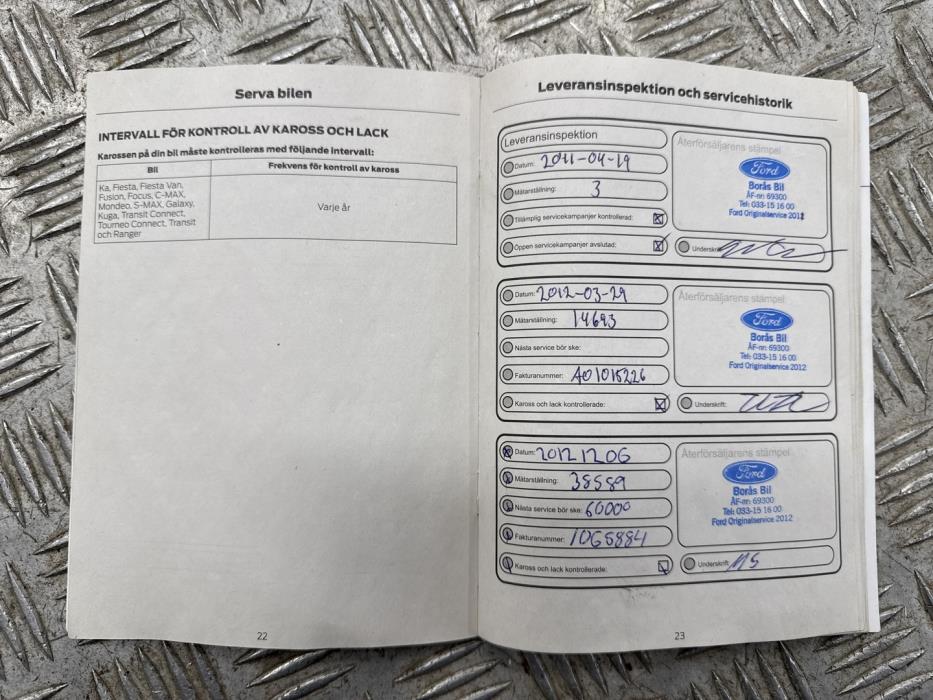 Serva bilen
INTERVALL FÖR KONTROLL AV KAROSS OCH LACK
Karossen på din bil måste kontrolleras med följande intervall:
Bil
Frekvens för kontroll av kaross
Ka, Fiesta, Fiesta Van,
Fusion, Focus, C-MAX,
Mondeo, S-MAX, Galaxy,
Kuga, Transit Connect,
Tourneo Connect, Transit
och Ranger
Varje år
22
Leveransinspektion och servicehistorik
Leveransinspektion
Datum: 2011-04-19
Mätarställning: 3
Tillämplig servicekampanjer kontrollerad:
Öppen servicekampanjer avslutad:
Återförsäljarens stämpel
Ford
Borås Bil
ÅF-nr: 69300
Tel: 033-15 16 00
Ford Originalservice 2012
Underskrift:
Datum: 2012-03-29
Mätarställning: 14693
Nästa service bör ske:
Fakturanummer: A01015226
Kaross och lack kontrollerade:
Återförsäljarens stämpel
Ford
Borås Bil
ÅF-nr: 69300
Tel: 033-15 16 00
Ford Originalservice 2012
Underskrift:
Datum: 20121206
Mätarställning: 38589
Nästa service bör ske: 60000
Fakturanummer: 1065884
Kaross och lack kontrollerade:
Återförsäljarens stämpel
Ford
Borås Bil
ÅF-nr: 69300
Tel: 033-15 16 00
Ford Originalservice 2012
Underskrift: MS
23